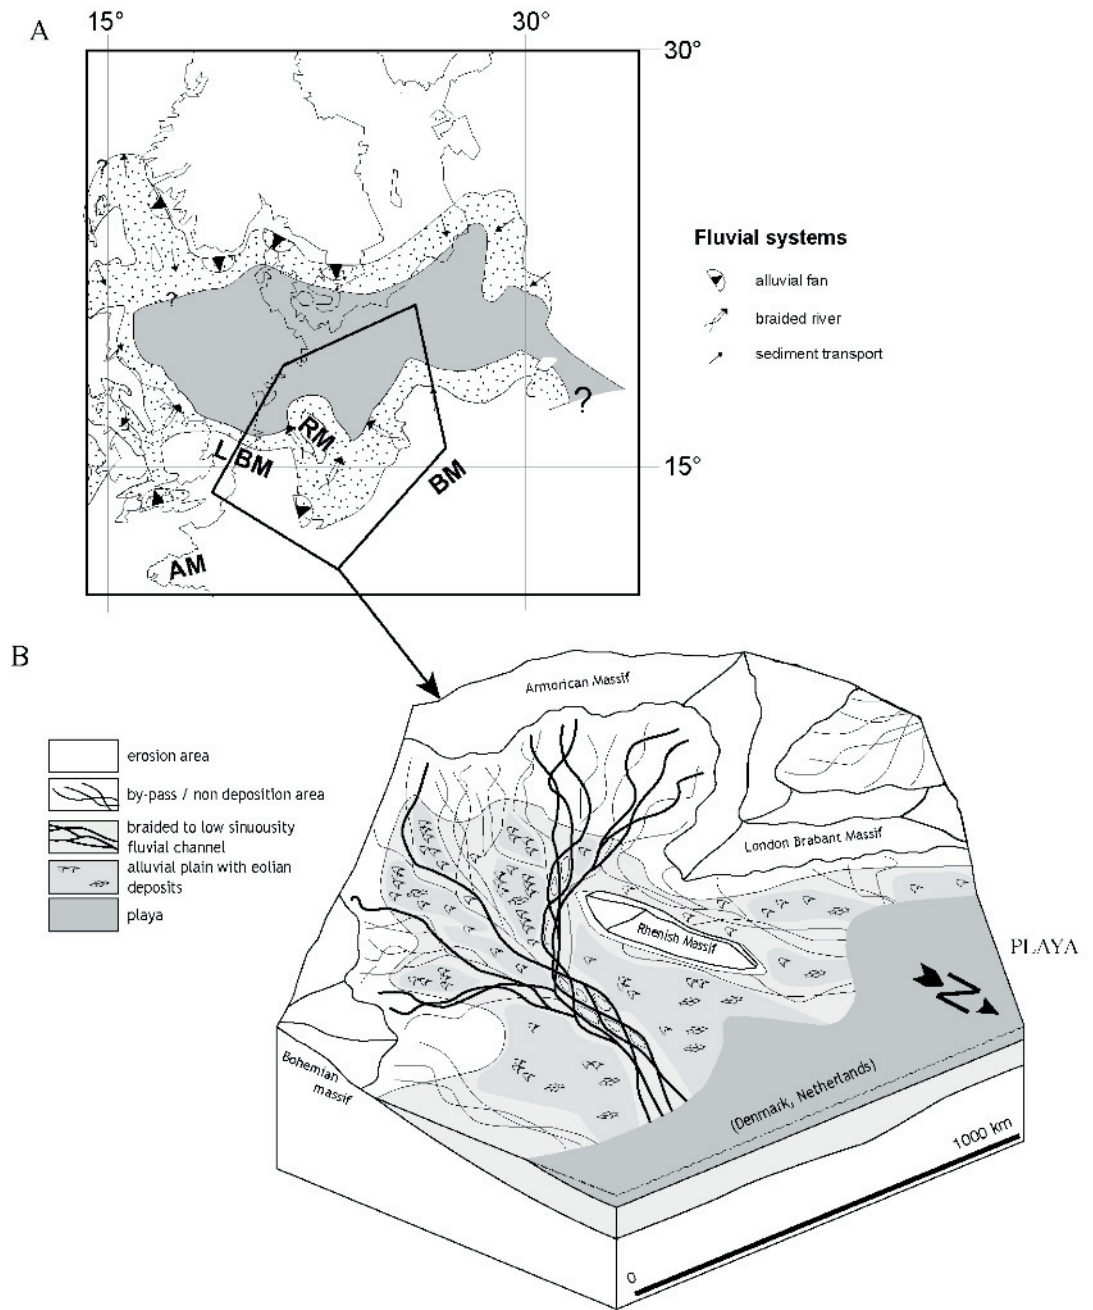 A
15°
30°
30°
?
?
Fluvial systems
alluvial fan
braided river
sediment transport
?
RM
L BM
BM
15°
AM
B
Armorican Massif
erosion area
by-pass / non deposition area
braided to low sinuousity
fluvial channel
alluvial plain with eolian
deposits
playa
London Brabant Massif
Rhenish Massif
PLAYA
N
Bohemian
massif
(Denmark, Netherlands)
1000 km
0